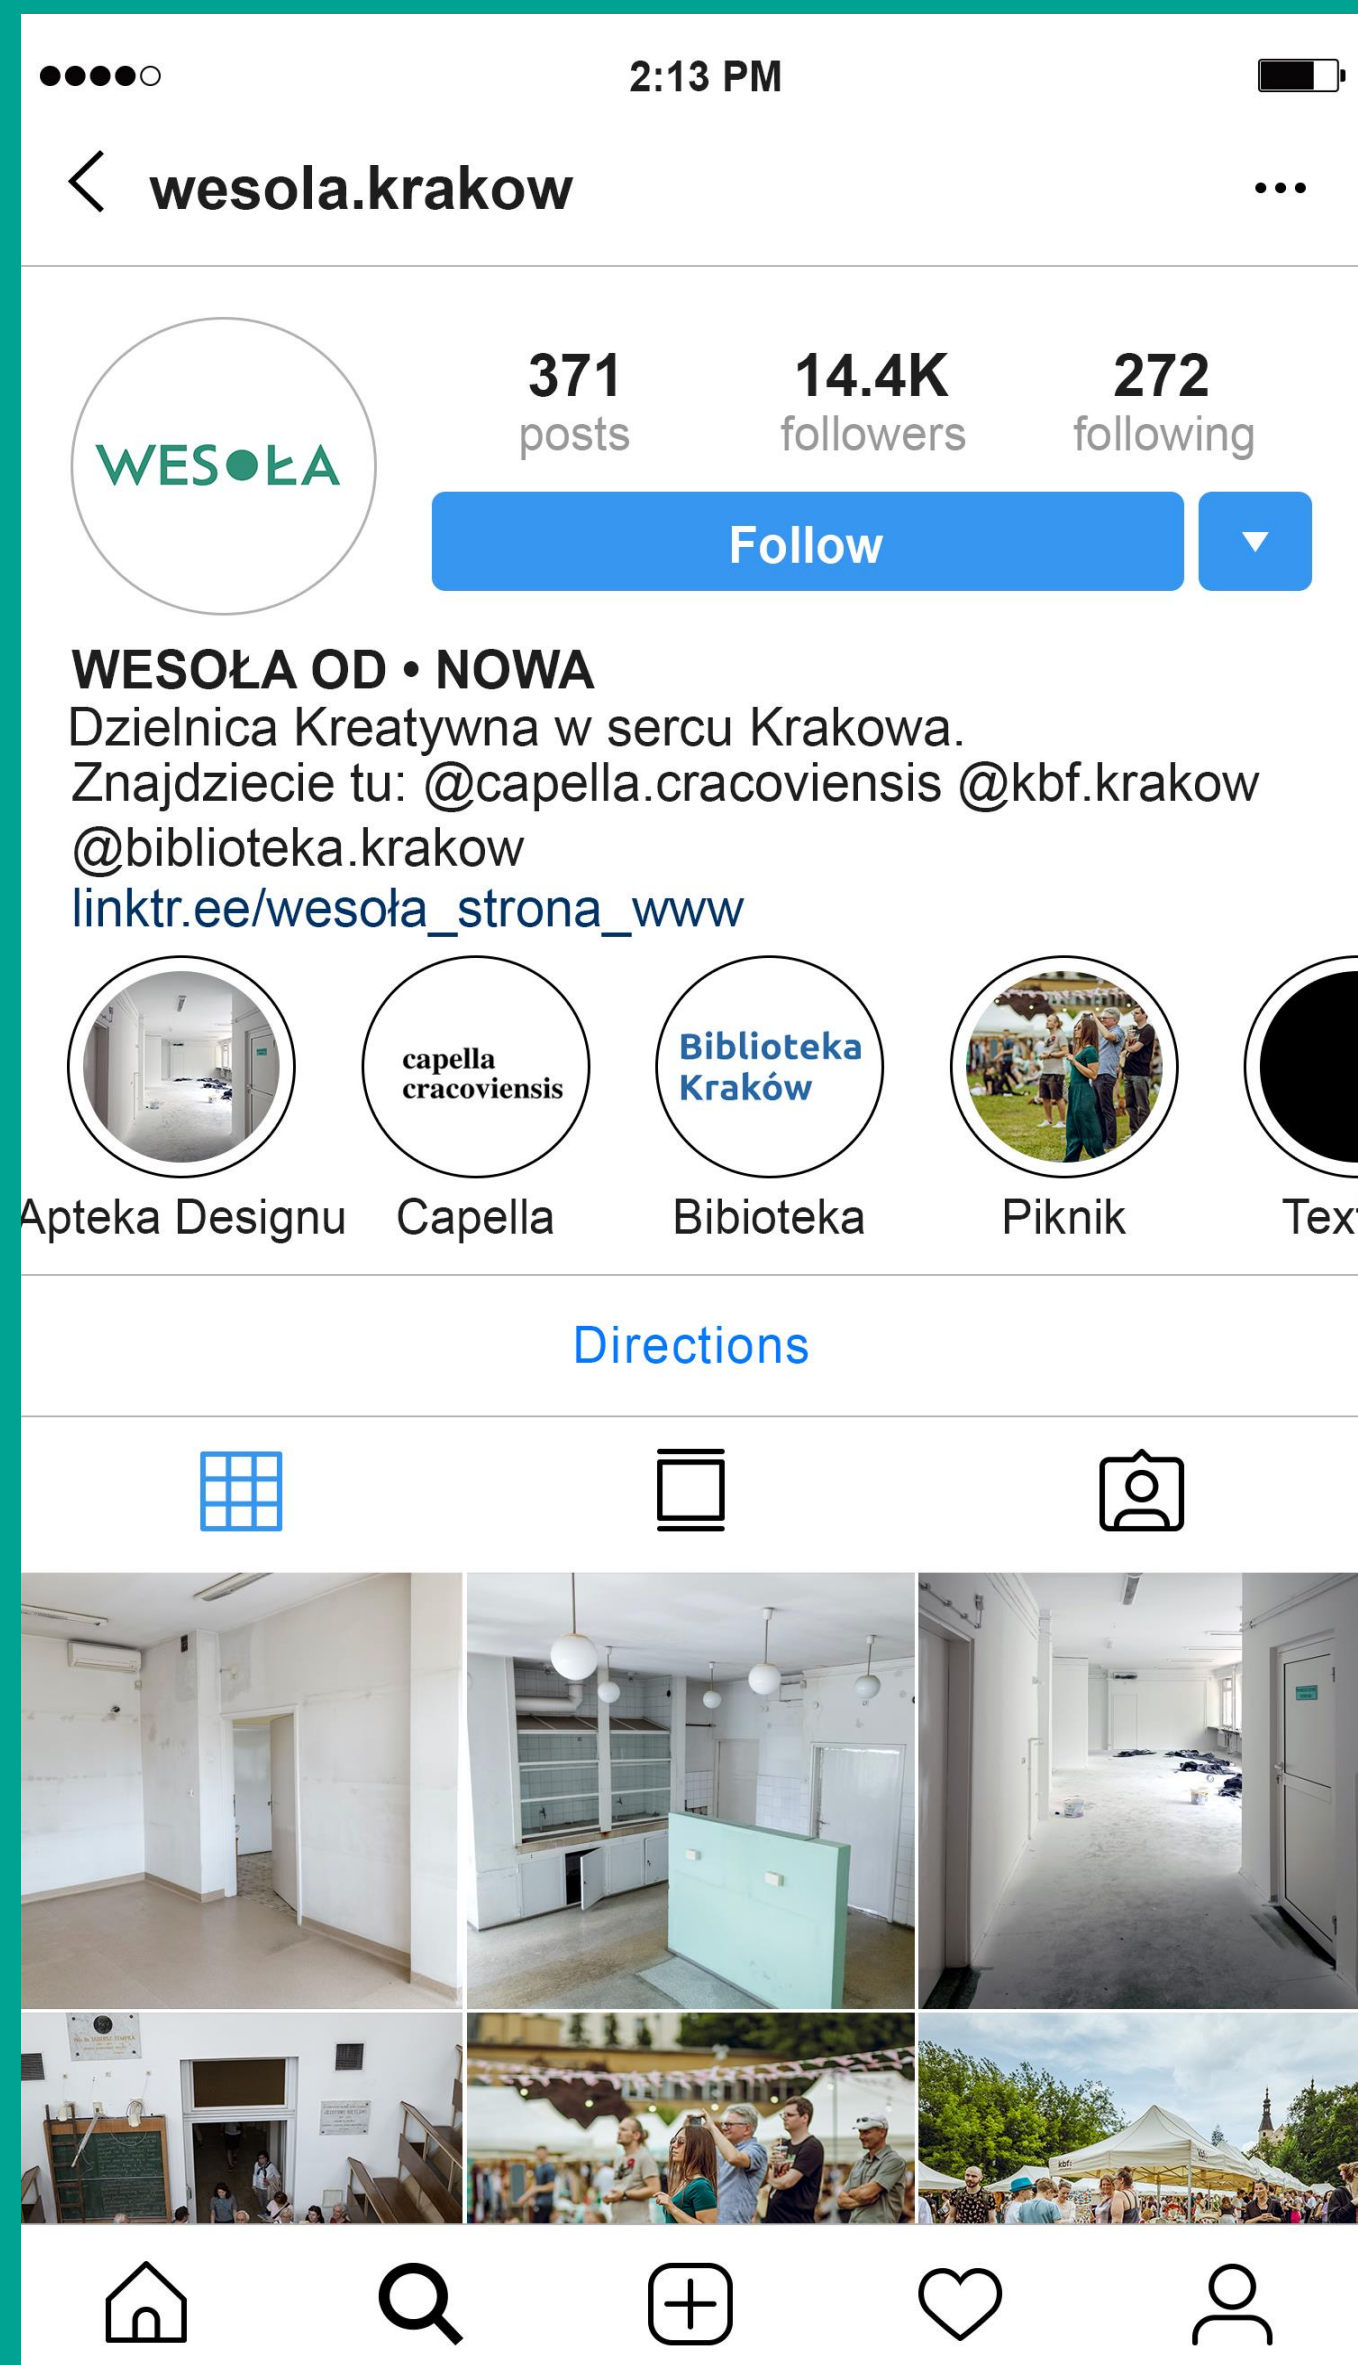 2:13 PM
wesola.krakow
371 14.4K 272
posts followers following
WESOŁA
Follow
WESOŁA OD • NOWA
Dzielnica Kreatywna w sercu Krakowa.
Znajdziecie tu: @capella.cracoviensis @kbf.krakow
@biblioteka.krakow
linktr.ee/wesoła_strona_www
capella
cracoviensis
Biblioteka
Kraków
Apteka Designu Capella Bibioteka Piknik Tex
Directions
kbf: